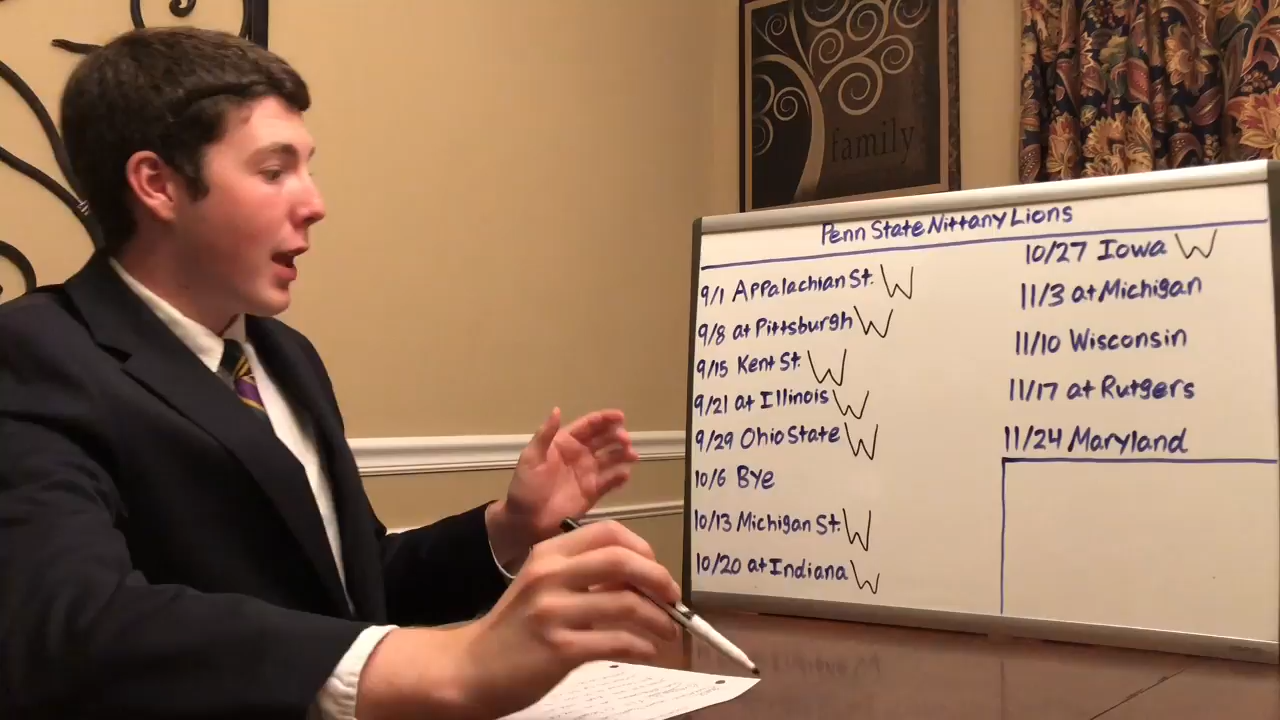 family
Penn State Nittany Lions
9/1 Appalachian St. W
9/8 at Pittsburgh W
9/15 Kent St. W
9/21 at Illinois W
9/29 Ohio State W
10/6 Bye
10/13 Michigan St. W
10/20 at Indiana W
10/27 Iowa W
11/3 at Michigan
11/10 Wisconsin
11/17 at Rutgers
11/24 Maryland